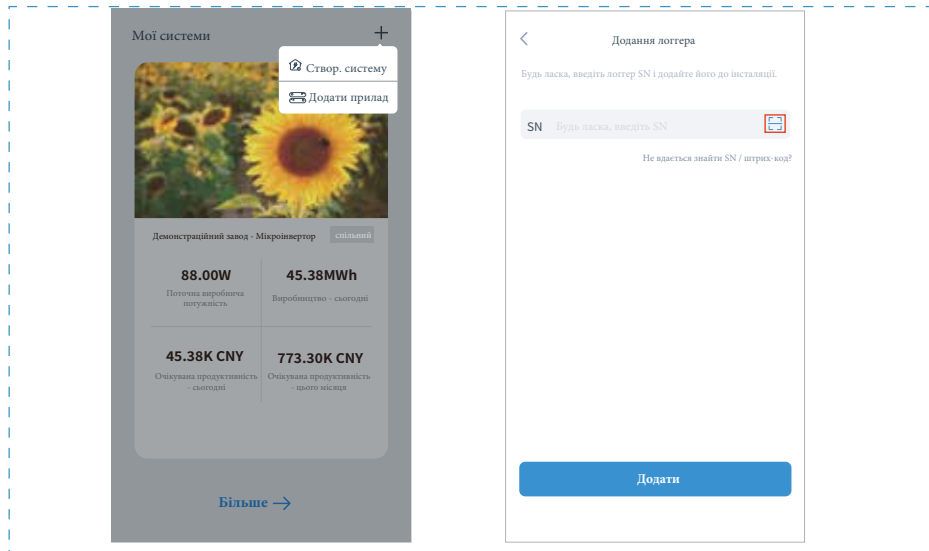 Мої системи
Створ. систему
Додати прилад
Демонстраційний завод - Мікроінвертор
спільний
88.00W
Поточна виробнича
потужність
45.38MWh
Виробництво - сьогодні
45.38K CNY
Очікувана продуктивність
- сьогодні
773.30K CNY
Очікувана продуктивність
- цього місяця
Більше
Додання логгера
Будь ласка, введіть логгер SN і додайте його до інсталяції.
SN Будь ласка, введіть SN
Не вдається знайти SN / штрих-код?
Додати